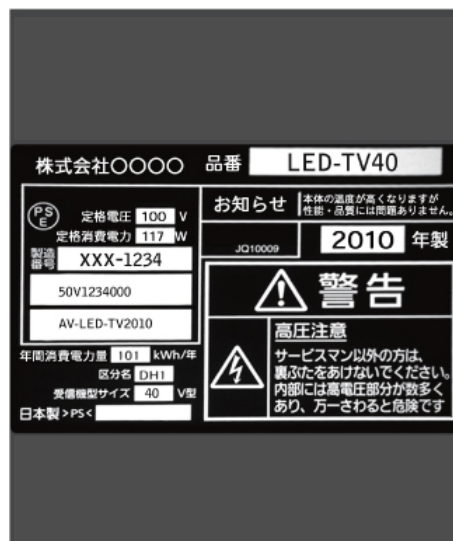 株式会社〇〇〇〇 品番 LED-TV40
PS
E
定格電圧 100 V
定格消費電力 117 W
製造番号 XXX-1234
50V1234000
AV-LED-TV2010
お知らせ 本体の温度が高くなりますが
性能・品質には問題ありません。
JQ10009 2010 年製
警告
高圧注意
サービスマン以外の方は、
裏ぶたをあけないでください。
内部には高電圧部分が数多く
あり、万一さわると危険です
年間消費電力量 101 kWh/年
区分名 DH1
受信機型サイズ 40 V型
日本製 >PS<